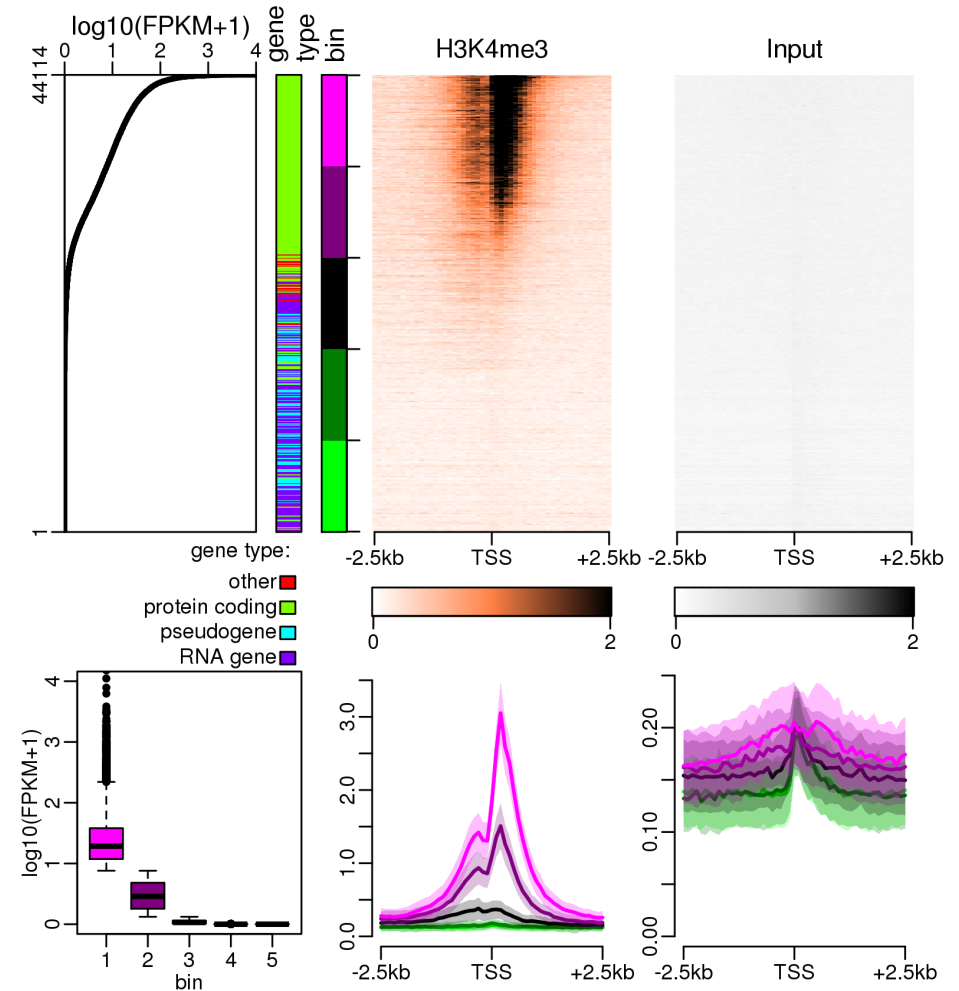 log10(FPKM+1)
0 1 2 3 4
44114
1
gene
type
bin
H3K4me3
Input
-2.5kb TSS +2.5kb
-2.5kb TSS +2.5kb
gene type:
other
protein coding
pseudogene
RNA gene
0 2
0 2
log10(FPKM+1)
4
3
2
1
0
1 2 3 4 5
bin
3.0
2.0
1.0
0.0
-2.5kb TSS +2.5kb
0.20
0.10
0.00
-2.5kb TSS +2.5kb